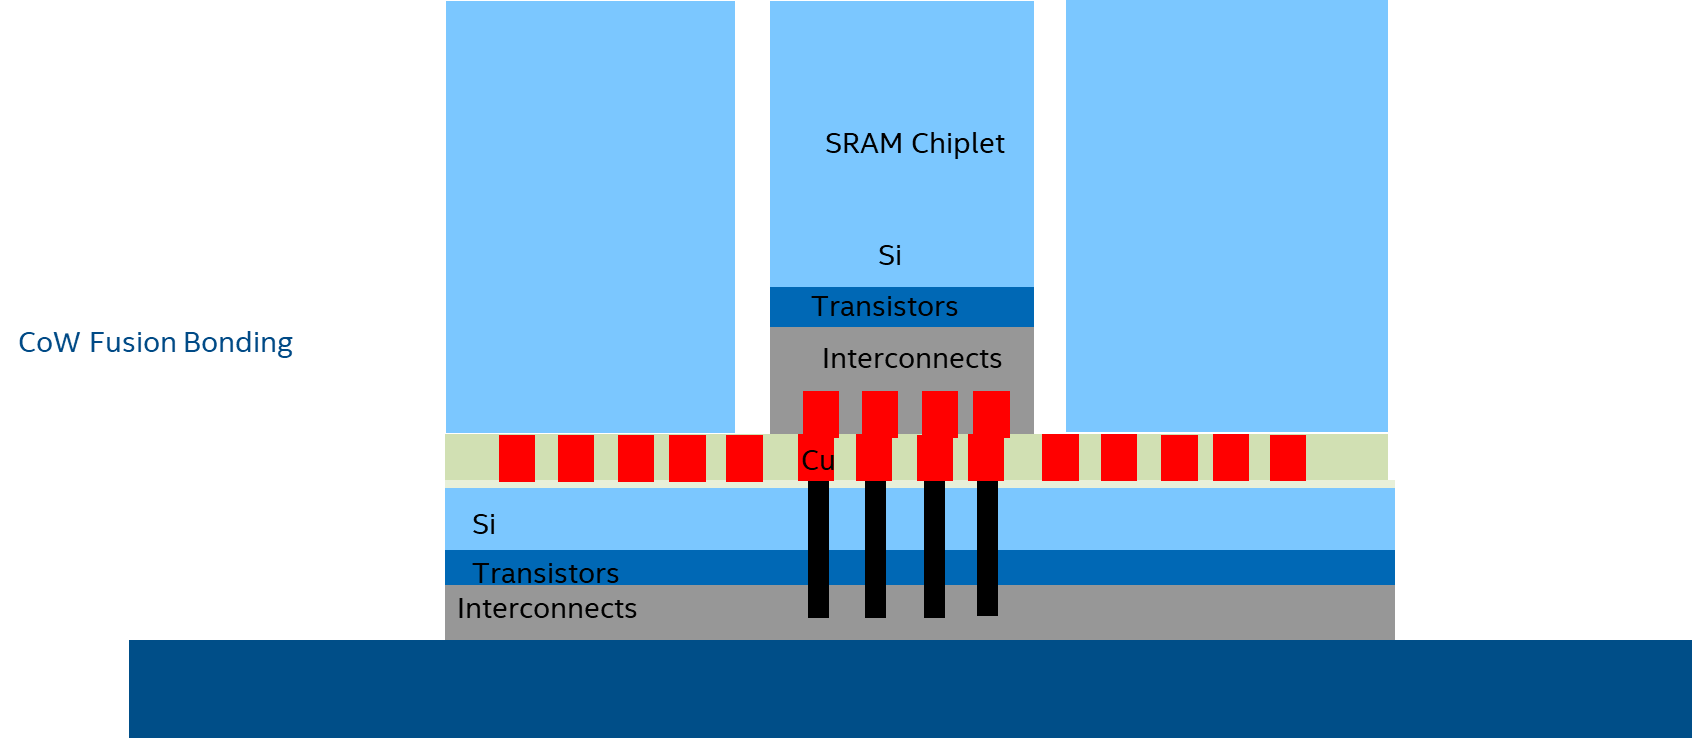 SRAM Chiplet
Si
Transistors
CoW Fusion Bonding
Interconnects
Cu
Si
Transistors
Interconnects